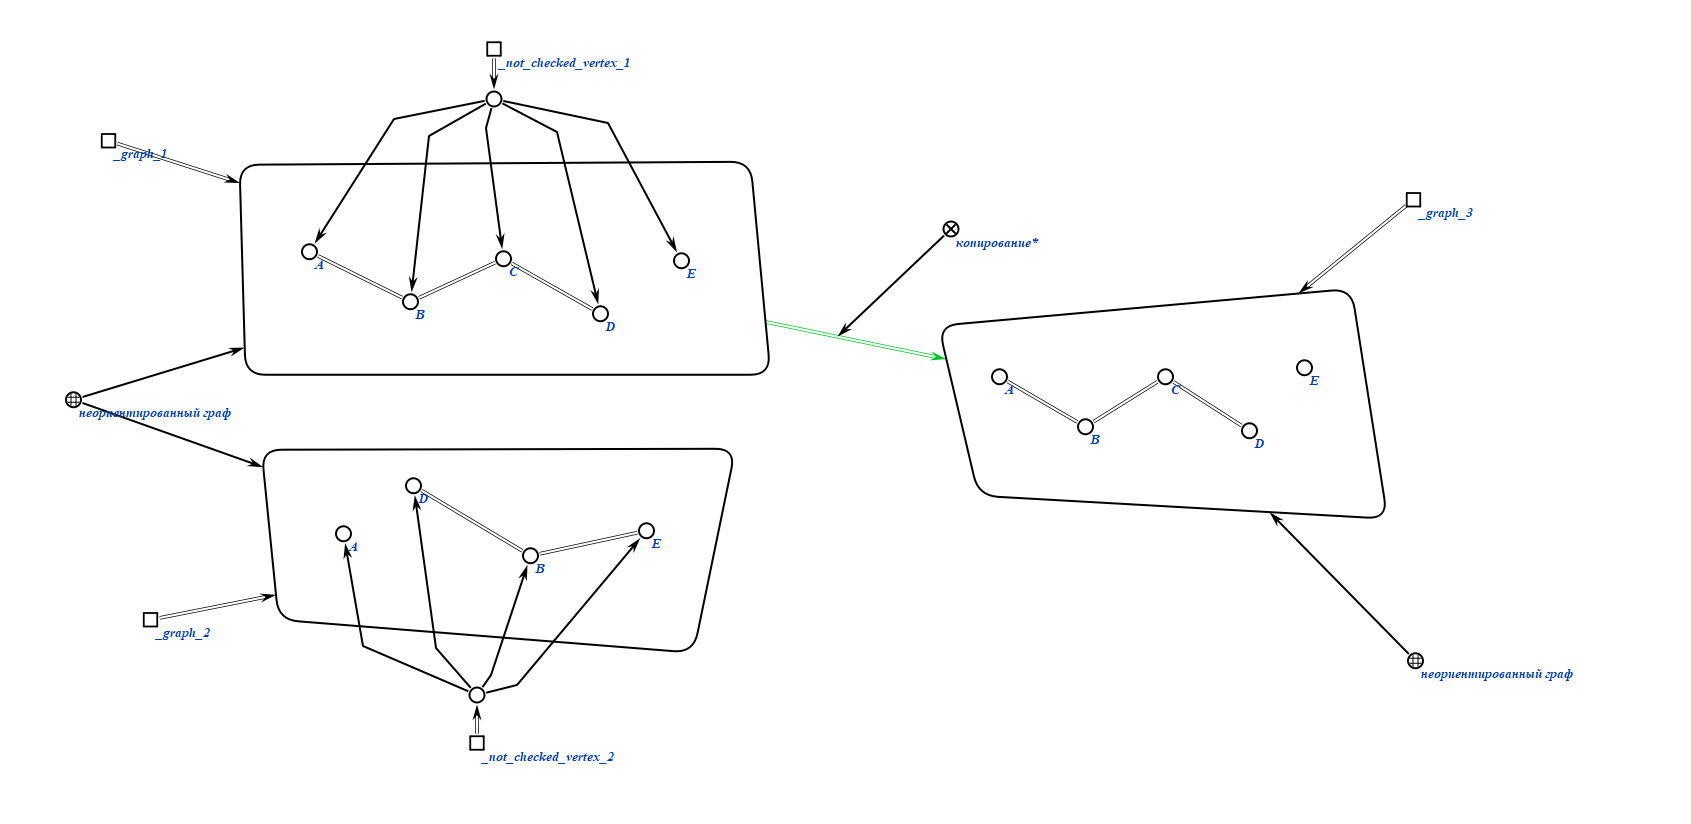 _not_checked_vertex_1
_graph_1
A
B
C
D
E
копирование*
_graph_3
неориентированный граф
A
B
C
D
E
D
A
B
E
_graph_2
_not_checked_vertex_2
неориентированный граф